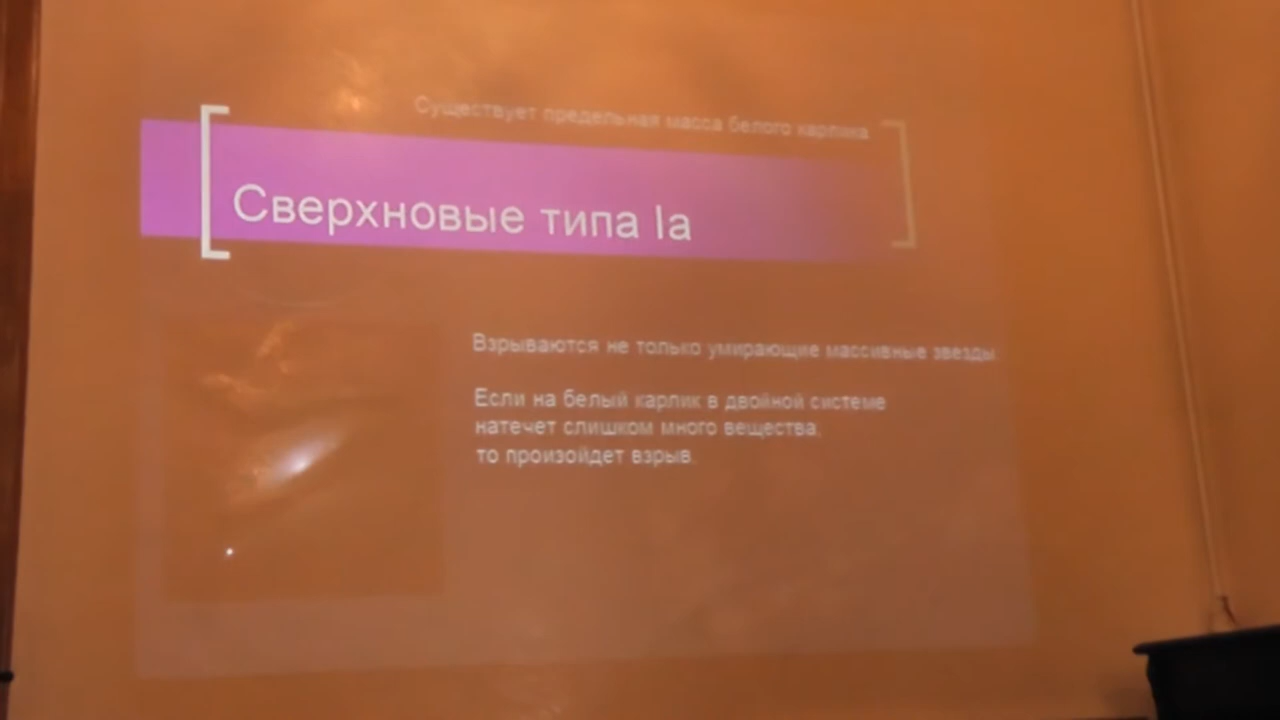 Существует предельная масса белого карлика
Сверхновые типа Ia
Взрываются не только умирающие массивные звезды
Если на белый карлик в двойной системе
натечет слишком много вещества,
то произойдет взрыв.